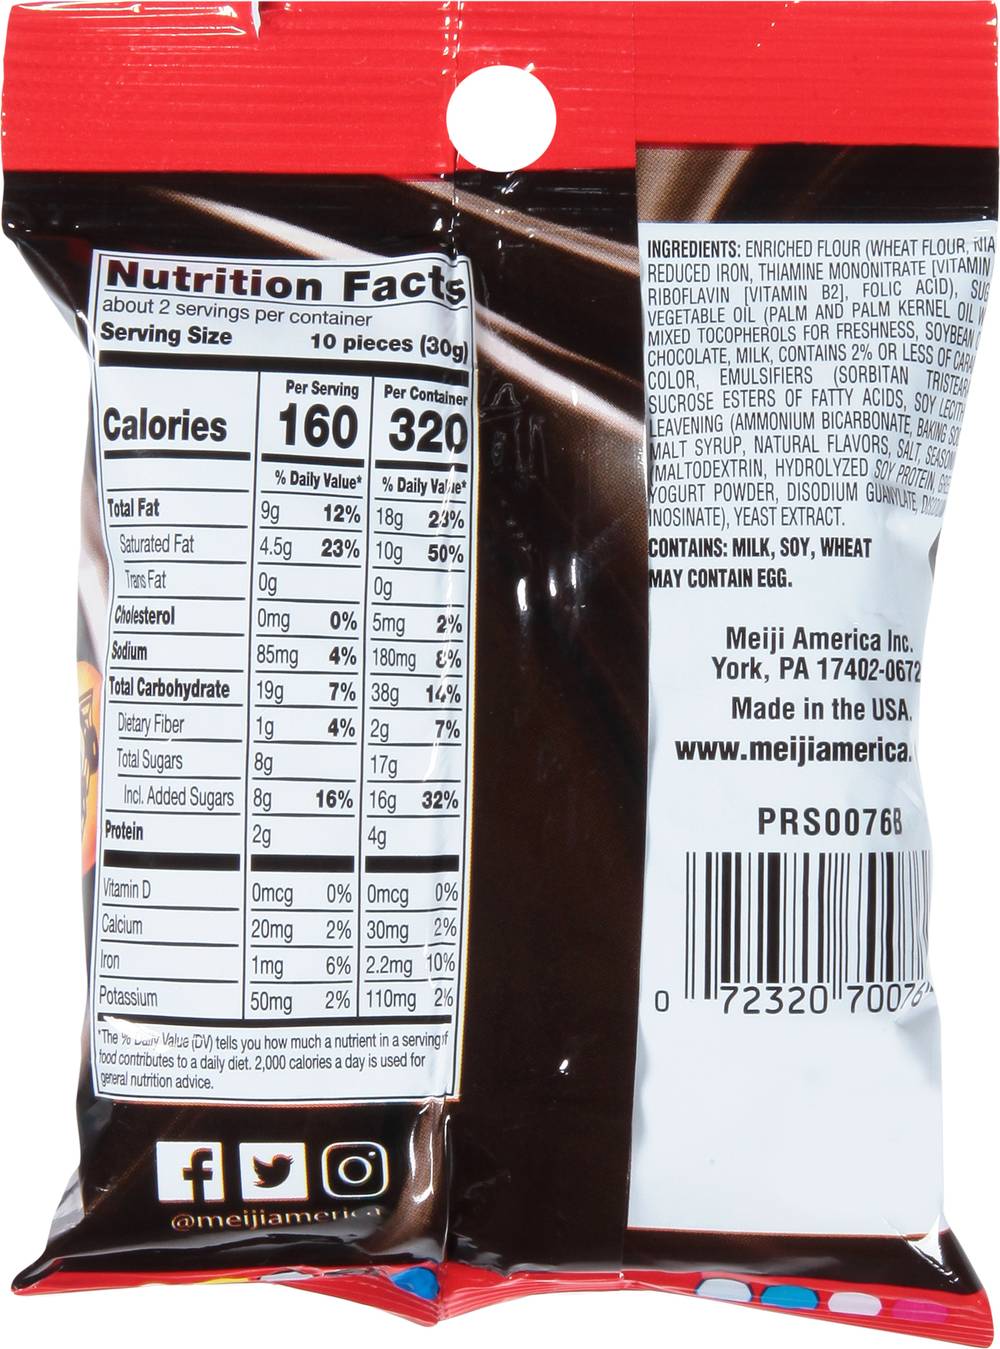 Nutrition Facts
about 2 servings per container
Serving Size 10 pieces (30g)
Per Serving Per Container
Calories 160 320
% Daily Value* % Daily Value*
Total Fat 9g 12% 18g 23%
Saturated Fat 4.5g 23% 10g 50%
Trans Fat 0g 0g
Cholesterol 0mg 0% 5mg 2%
Sodium 85mg 4% 180mg 8%
Total Carbohydrate 19g 7% 38g 14%
Dietary Fiber 1g 4% 2g 7%
Total Sugars 8g 17g
Incl. Added Sugars 8g 16% 16g 32%
Protein 2g 4g
Vitamin D 0mcg 0% 0mcg 0%
Calcium 20mg 2% 30mg 2%
Iron 1mg 6% 2.2mg 10%
Potassium 50mg 2% 110mg 2%
*The % Daily Value (DV) tells you how much a nutrient in a serving of
food contributes to a daily diet. 2,000 calories a day is used for
general nutrition advice.
@meijiamerica
INGREDIENTS: ENRICHED FLOUR (WHEAT FLOUR,
REDUCED IRON, THIAMINE MONONITRATE [VITAMIN
RIBOFLAVIN [VITAMIN B2], FOLIC ACID),
VEGETABLE OIL (PALM AND PALM KERNEL OIL
MIXED TOCOPHEROLS FOR FRESHNESS, SOYBEAN
CHOCOLATE, MILK, CONTAINS 2% OR LESS OF
COLOR, EMULSIFIERS (SORBITAN
SUCROSE ESTERS OF FATTY ACIDS, SOY
LEAVENING (AMMONIUM BICARBONATE, BAKING
MALT SYRUP, NATURAL FLAVORS, SALT,
(MALTODEXTRIN, HYDROLYZED SOY PROTEIN,
YOGURT POWDER, DISODIUM GUANYLATE,
INOSINATE), YEAST EXTRACT.
CONTAINS: MILK, SOY, WHEAT
MAY CONTAIN EGG.
Meiji America Inc.
York, PA 17402-0672
Made in the USA.
www.meijiamerica.
PRS0076B
0 72320 70076